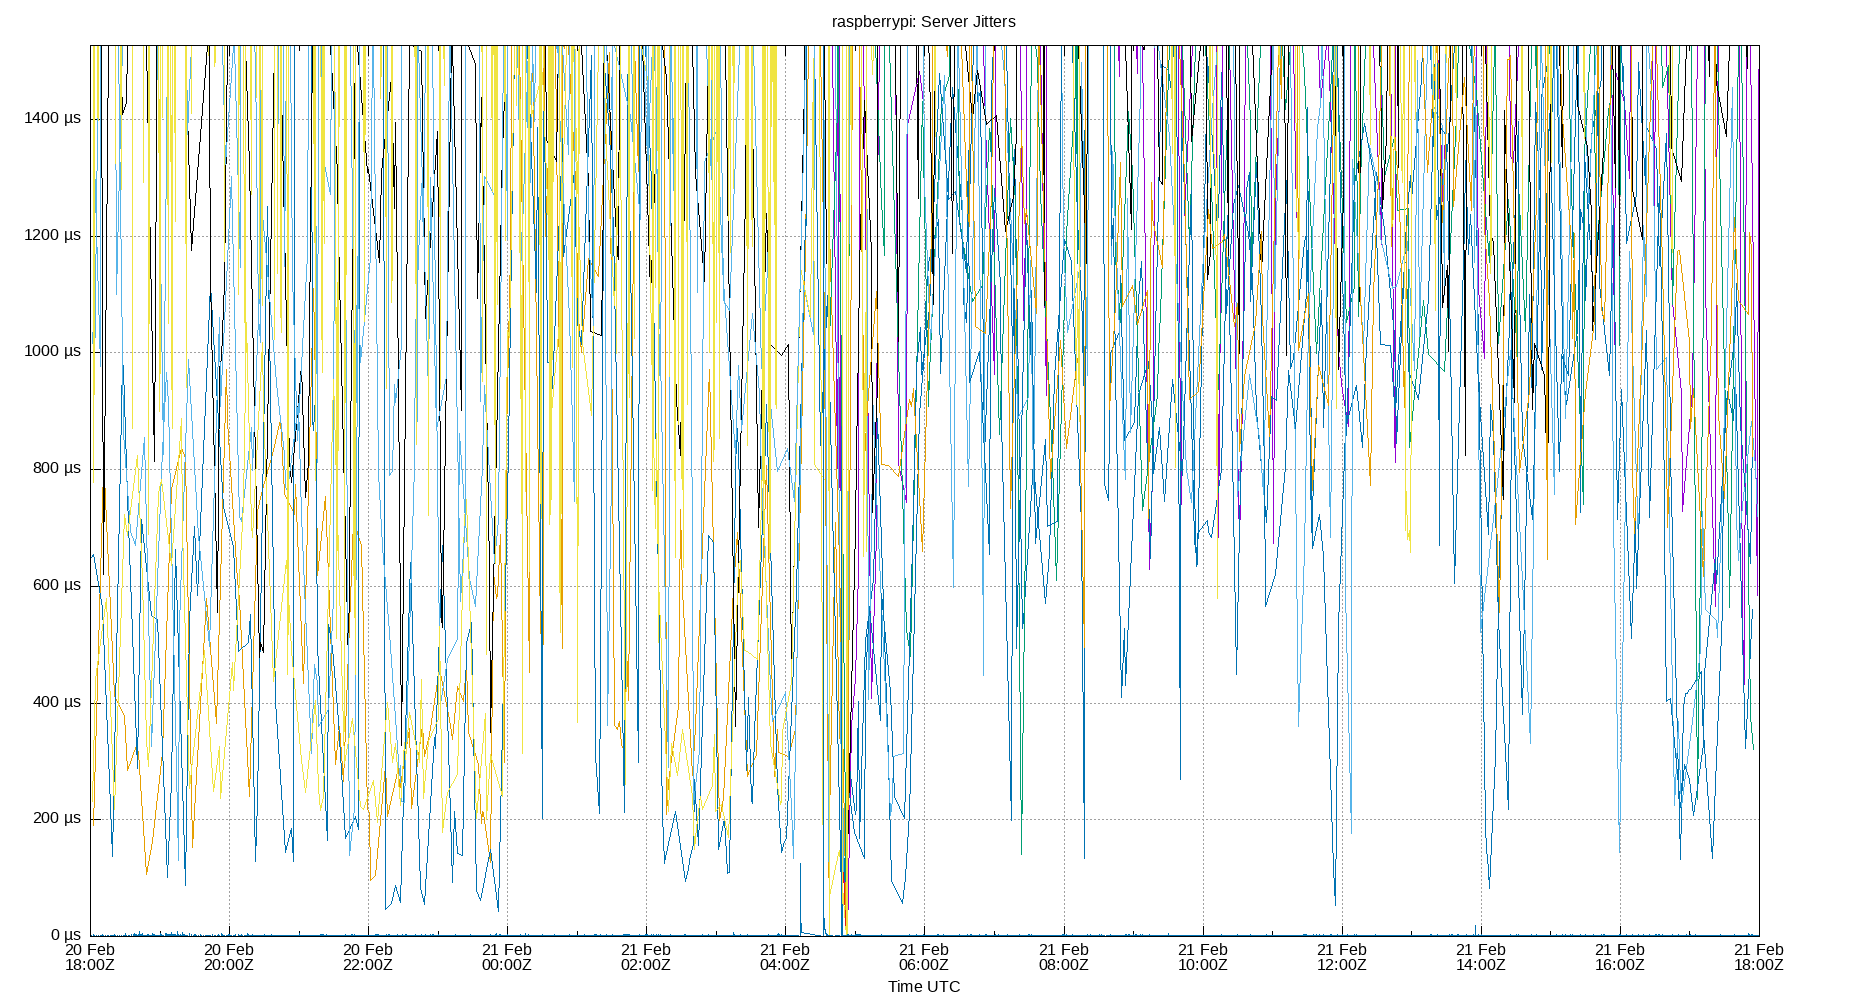 raspberrypi: Server Jitters
1400 µs
1200 µs
1000 µs
800 µs
600 µs
400 µs
200 µs
0 µs
20 Feb 20 Feb 20 Feb 21 Feb 21 Feb 21 Feb 21 Feb 21 Feb 21 Feb 21 Feb 21 Feb 21 Feb 21 Feb
18:00Z 20:00Z 22:00Z 00:00Z 02:00Z 04:00Z 06:00Z 08:00Z 10:00Z 12:00Z 14:00Z 16:00Z 18:00Z
Time UTC